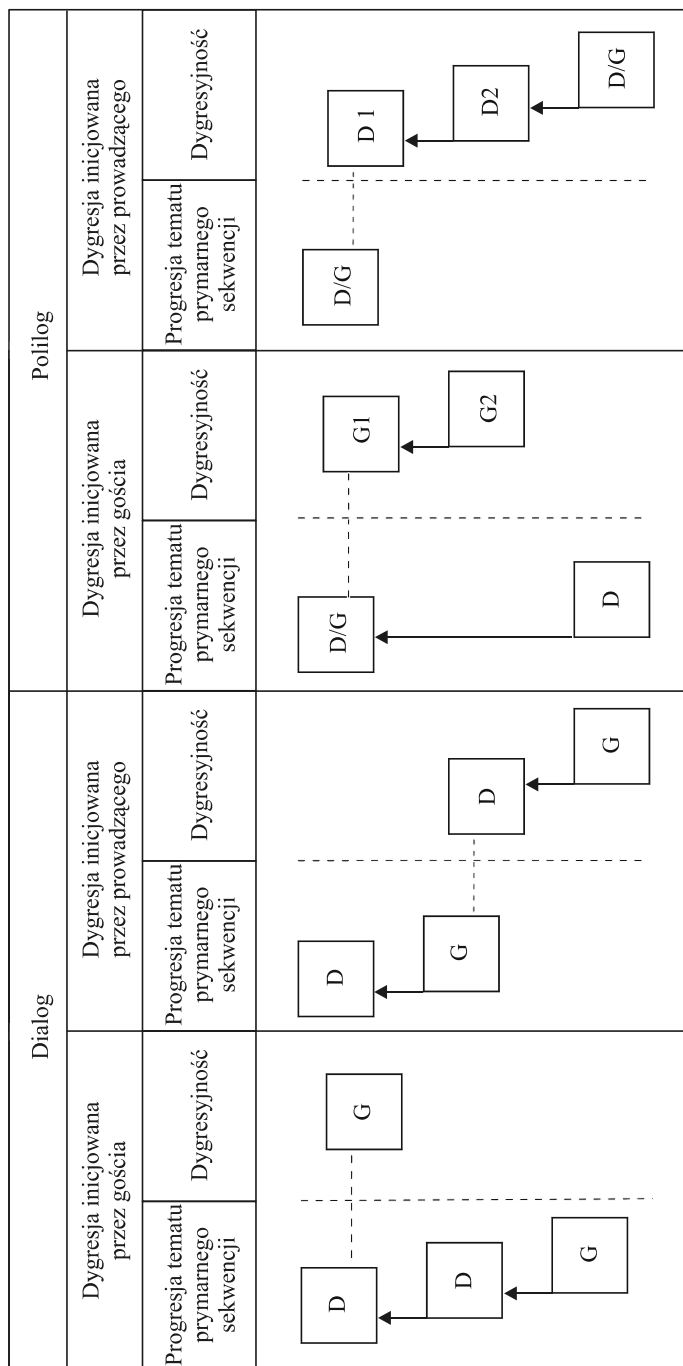 Dialog
Polilog
Dygresja inicjowana
przez gościa
Dygresja inicjowana
przez prowadzącego
Dygresja inicjowana
przez gościa
Dygresja inicjowana
przez prowadzącego
Progresja tematu
prymarnego
sekwencji
Dygresyjność
Progresja tematu
prymarnego
sekwencji
Dygresyjność
Progresja tematu
prymarnego
sekwencji
Dygresyjność
Progresja tematu
prymarnego
sekwencji
Dygresyjność
D
G
D
G
D
G
D
G
D/G
G1
G2
D
D/G
D 1
D2
D/G